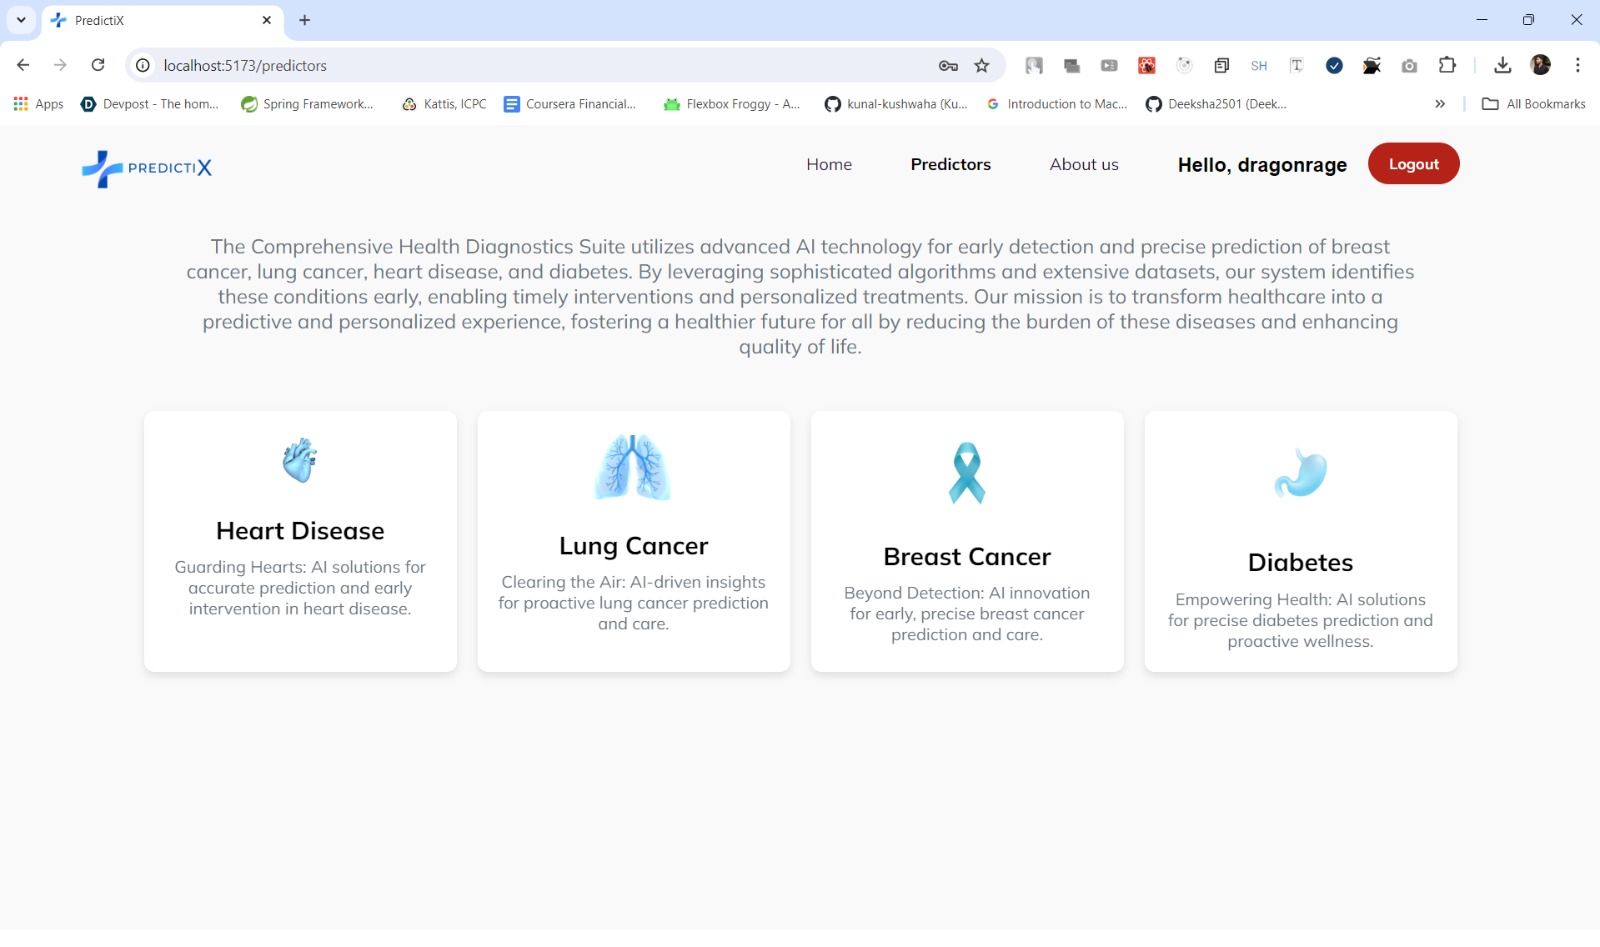 PredictiX
localhost:5173/predictors
SH
T
Apps
Devpost - The hom...
Spring Framework...
Kattis, ICPC
Coursera Financial...
Flexbox Froggy - A...
kunal-kushwaha (Ku...
Introduction to Mac...
Deeksha2501 (Deek...
All Bookmarks
PREDICTIX
Home
Predictors
About us
Hello, dragonrage
Logout
The Comprehensive Health Diagnostics Suite utilizes advanced AI technology for early detection and precise prediction of breast
cancer, lung cancer, heart disease, and diabetes. By leveraging sophisticated algorithms and extensive datasets, our system identifies
these conditions early, enabling timely interventions and personalized treatments. Our mission is to transform healthcare into a
predictive and personalized experience, fostering a healthier future for all by reducing the burden of these diseases and enhancing
quality of life.
Heart Disease
Guarding Hearts: AI solutions for
accurate prediction and early
intervention in heart disease.
Lung Cancer
Clearing the Air: AI-driven insights
for proactive lung cancer prediction
and care.
Breast Cancer
Beyond Detection: AI innovation
for early, precise breast cancer
prediction and care.
Diabetes
Empowering Health: AI solutions
for precise diabetes prediction and
proactive wellness.